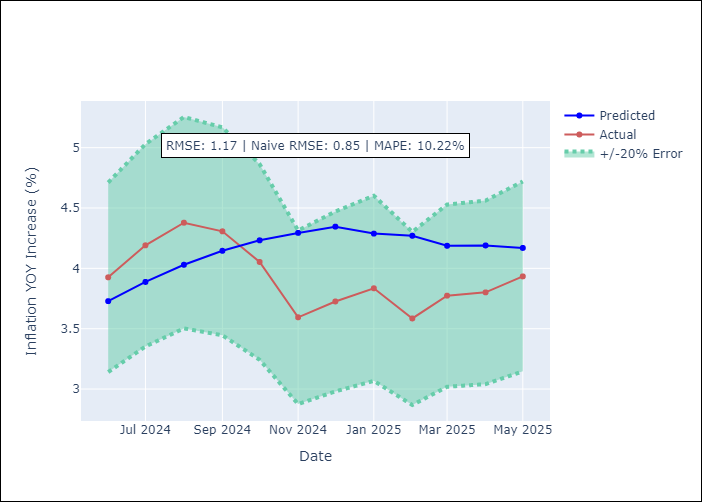 RMSE: 1.17 | Naive RMSE: 0.85 | MAPE: 10.22%
Predicted
Actual
+/-20% Error
5
4.5
4
3.5
3
Inflation YOY Increase (%)
Jul 2024
Sep 2024
Nov 2024
Jan 2025
Mar 2025
May 2025
Date